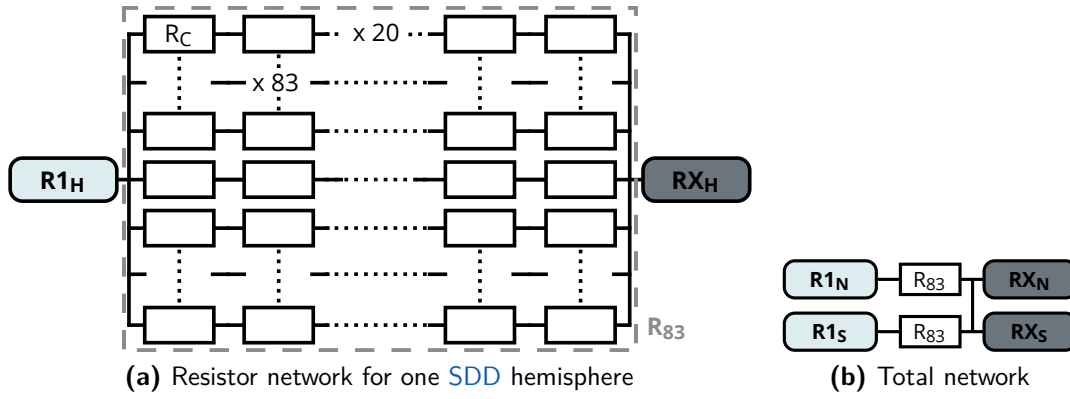 R_C
x 20
x 83
R1_H
RX_H
R_83
(a) Resistor network for one SDD hemisphere
R1_N R_83 RX_N
R1_S R_83 RX_S
(b) Total network